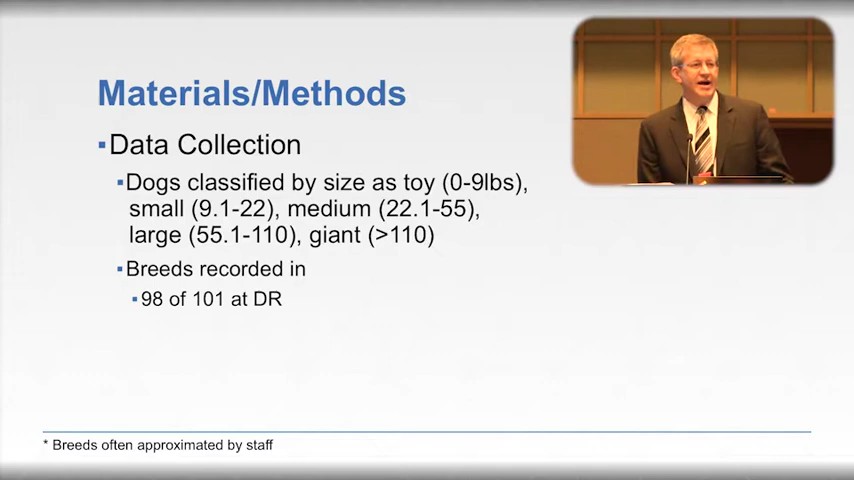 Materials/Methods
▪Data Collection
▪Dogs classified by size as toy (0-9lbs),
small (9.1-22), medium (22.1-55),
large (55.1-110), giant (>110)
▪Breeds recorded in
▪98 of 101 at DR
* Breeds often approximated by staff